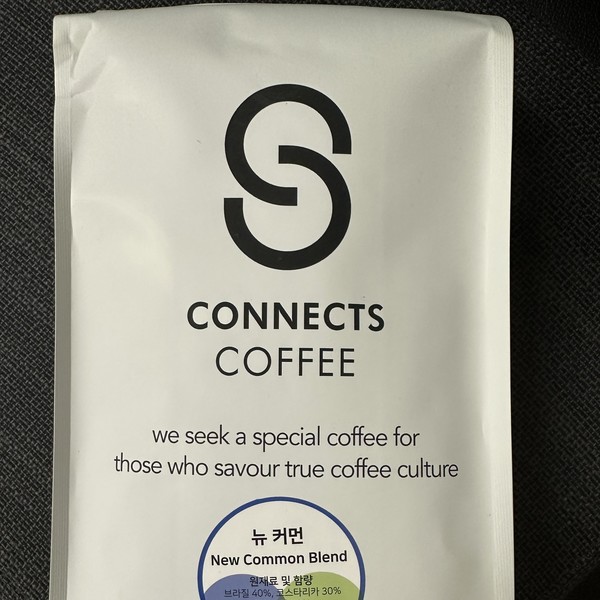 CONNECTS
COFFEE
we seek a special coffee for
those who savour true coffee culture
뉴 커먼
New Common Blend
원재료 및 함량
브라질 40%, 코스타리카 30%